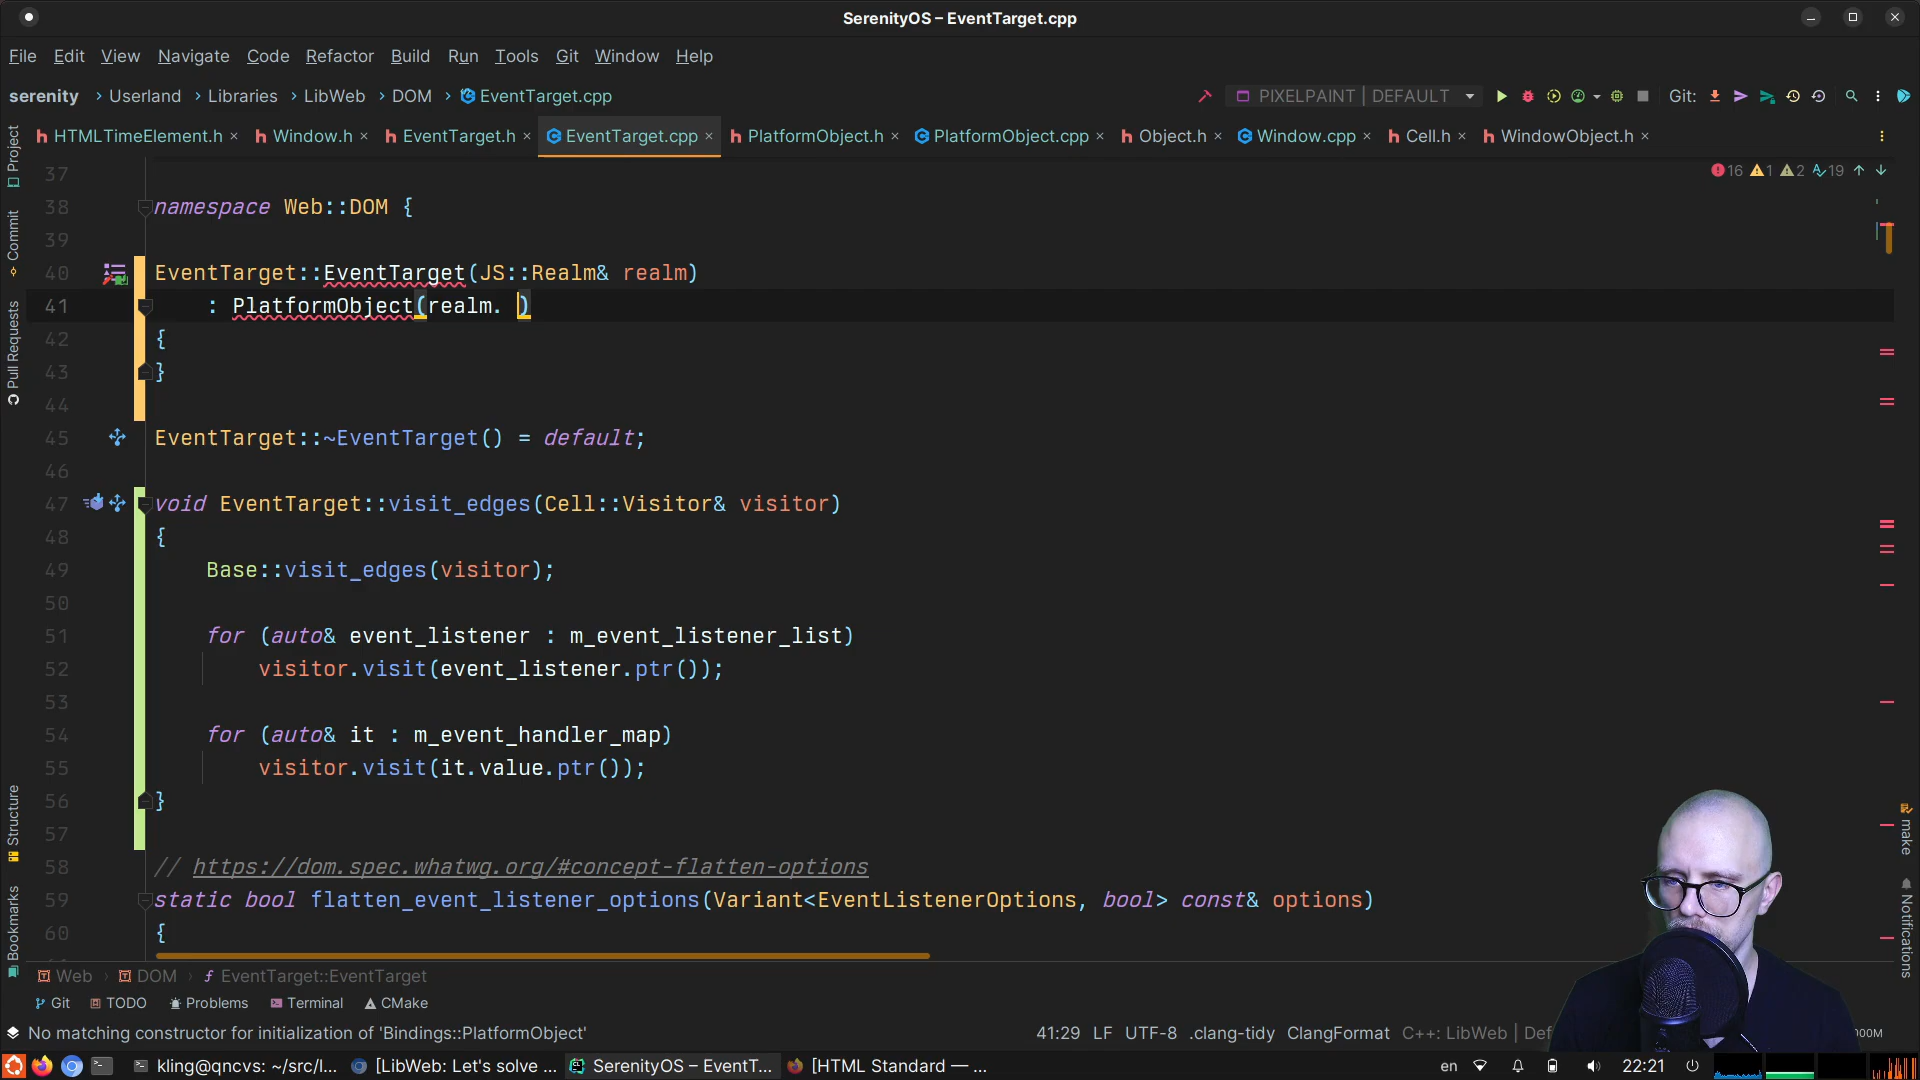 SerenityOS – EventTarget.cpp
File Edit View Navigate Code Refactor Build Run Tools Git Window Help
serenity › Userland › Libraries › LibWeb › DOM › EventTarget.cpp
PIXELPAINT | DEFAULT
Git:
HTMLTimeElement.h × Window.h × EventTarget.h × EventTarget.cpp × PlatformObject.h × PlatformObject.cpp × Object.h × Window.cpp × Cell.h × WindowObject.h ×
16 1 2 19
Project
Commit
Pull Requests
Structure
Bookmarks
make
Notifications
37
38 namespace Web::DOM {
39
40 EventTarget::EventTarget(JS::Realm& realm)
41 : PlatformObject(realm. )
42 {
43 }
44
45 EventTarget::~EventTarget() = default;
46
47 void EventTarget::visit_edges(Cell::Visitor& visitor)
48 {
49 Base::visit_edges(visitor);
50
51 for (auto& event_listener : m_event_listener_list)
52 visitor.visit(event_listener.ptr());
53
54 for (auto& it : m_event_handler_map)
55 visitor.visit(it.value.ptr());
56 }
57
58 // https://dom.spec.whatwg.org/#concept-flatten-options
59 static bool flatten_event_listener_options(Variant<EventListenerOptions, bool> const& options)
60 {
Web › DOM › EventTarget::EventTarget
Git TODO Problems Terminal CMake
No matching constructor for initialization of 'Bindings::PlatformObject'
41:29 LF UTF-8 .clang-tidy ClangFormat C++: LibWeb | Def
kling@qncvs: ~/src/l... [LibWeb: Let's solve ... SerenityOS – EventT... [HTML Standard — ...
en 22:21